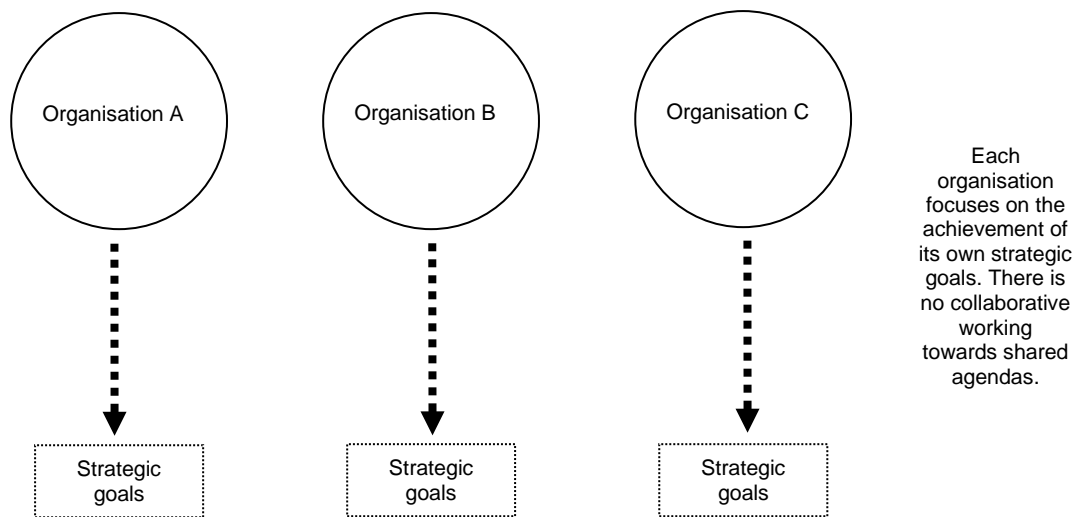 Organisation A
Organisation B
Organisation C
Each
organisation
focuses on the
achievement of
its own strategic
goals. There is
no collaborative
working
towards shared
agendas.
Strategic
goals
Strategic
goals
Strategic
goals